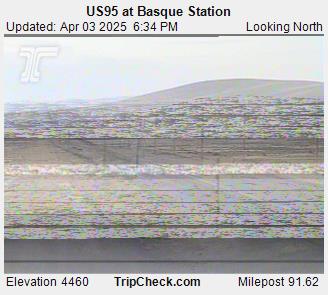 US95 at Basque Station
Updated: Apr 03 2025 6:34 PM Looking North
Elevation 4460 TripCheck.com Milepost 91.62